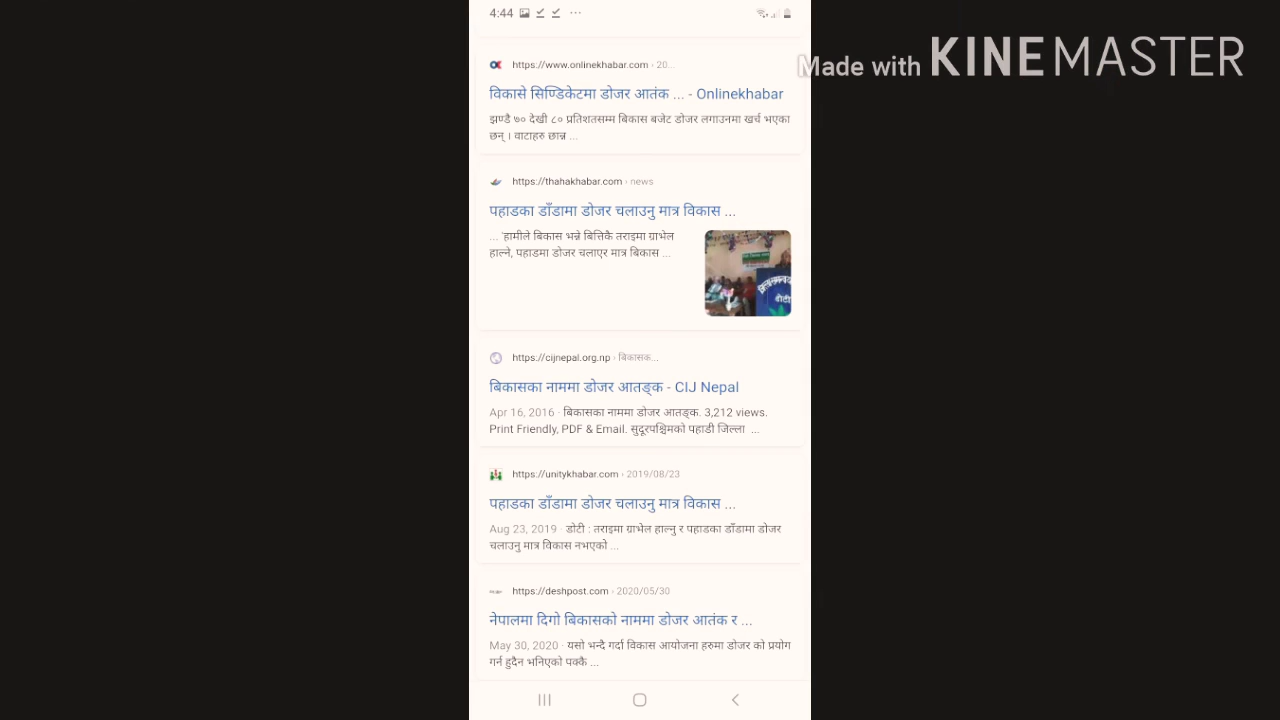 4:44
Made with KINEMASTER
https://www.onlinekhabar.com › 20...
विकासे सिण्डिकेटमा डोजर आतंक ... - Onlinekhabar
झण्डै ७० देखी ८० प्रतिशतसम्म बिकास बजेट डोजर लगाउनमा खर्च भएका
छन् । वाटाहरु छान्न ...
https://thahakhabar.com › news
पहाडका डाँडामा डोजर चलाउनु मात्र विकास ...
... 'हामीले बिकास भन्ने बित्तिकै तराइमा ग्राभेल
हाल्ने, पहाडमा डोजर चलाएर मात्र बिकास ...
डोटी
https://cijnepal.org.np › बिकासक...
बिकासका नाममा डोजर आतङ्क - CIJ Nepal
Apr 16, 2016 · बिकासका नाममा डोजर आतङ्क. 3,212 views.
Print Friendly, PDF & Email. सुदूरपश्चिमको पहाडी जिल्ला ...
https://unitykhabar.com › 2019/08/23
पहाडका डाँडामा डोजर चलाउनु मात्र विकास ...
Aug 23, 2019 · डोटी : तराइमा ग्राभेल हाल्नु र पहाडका डाँडामा डोजर
चलाउनु मात्र विकास नभएको ...
https://deshpost.com › 2020/05/30
नेपालमा दिगो बिकासको नाममा डोजर आतंक र ...
May 30, 2020 · यसो भन्दै गर्दा विकास आयोजना हरुमा डोजर को प्रयोग
गर्न हुदैन भनिएको पक्कै ...